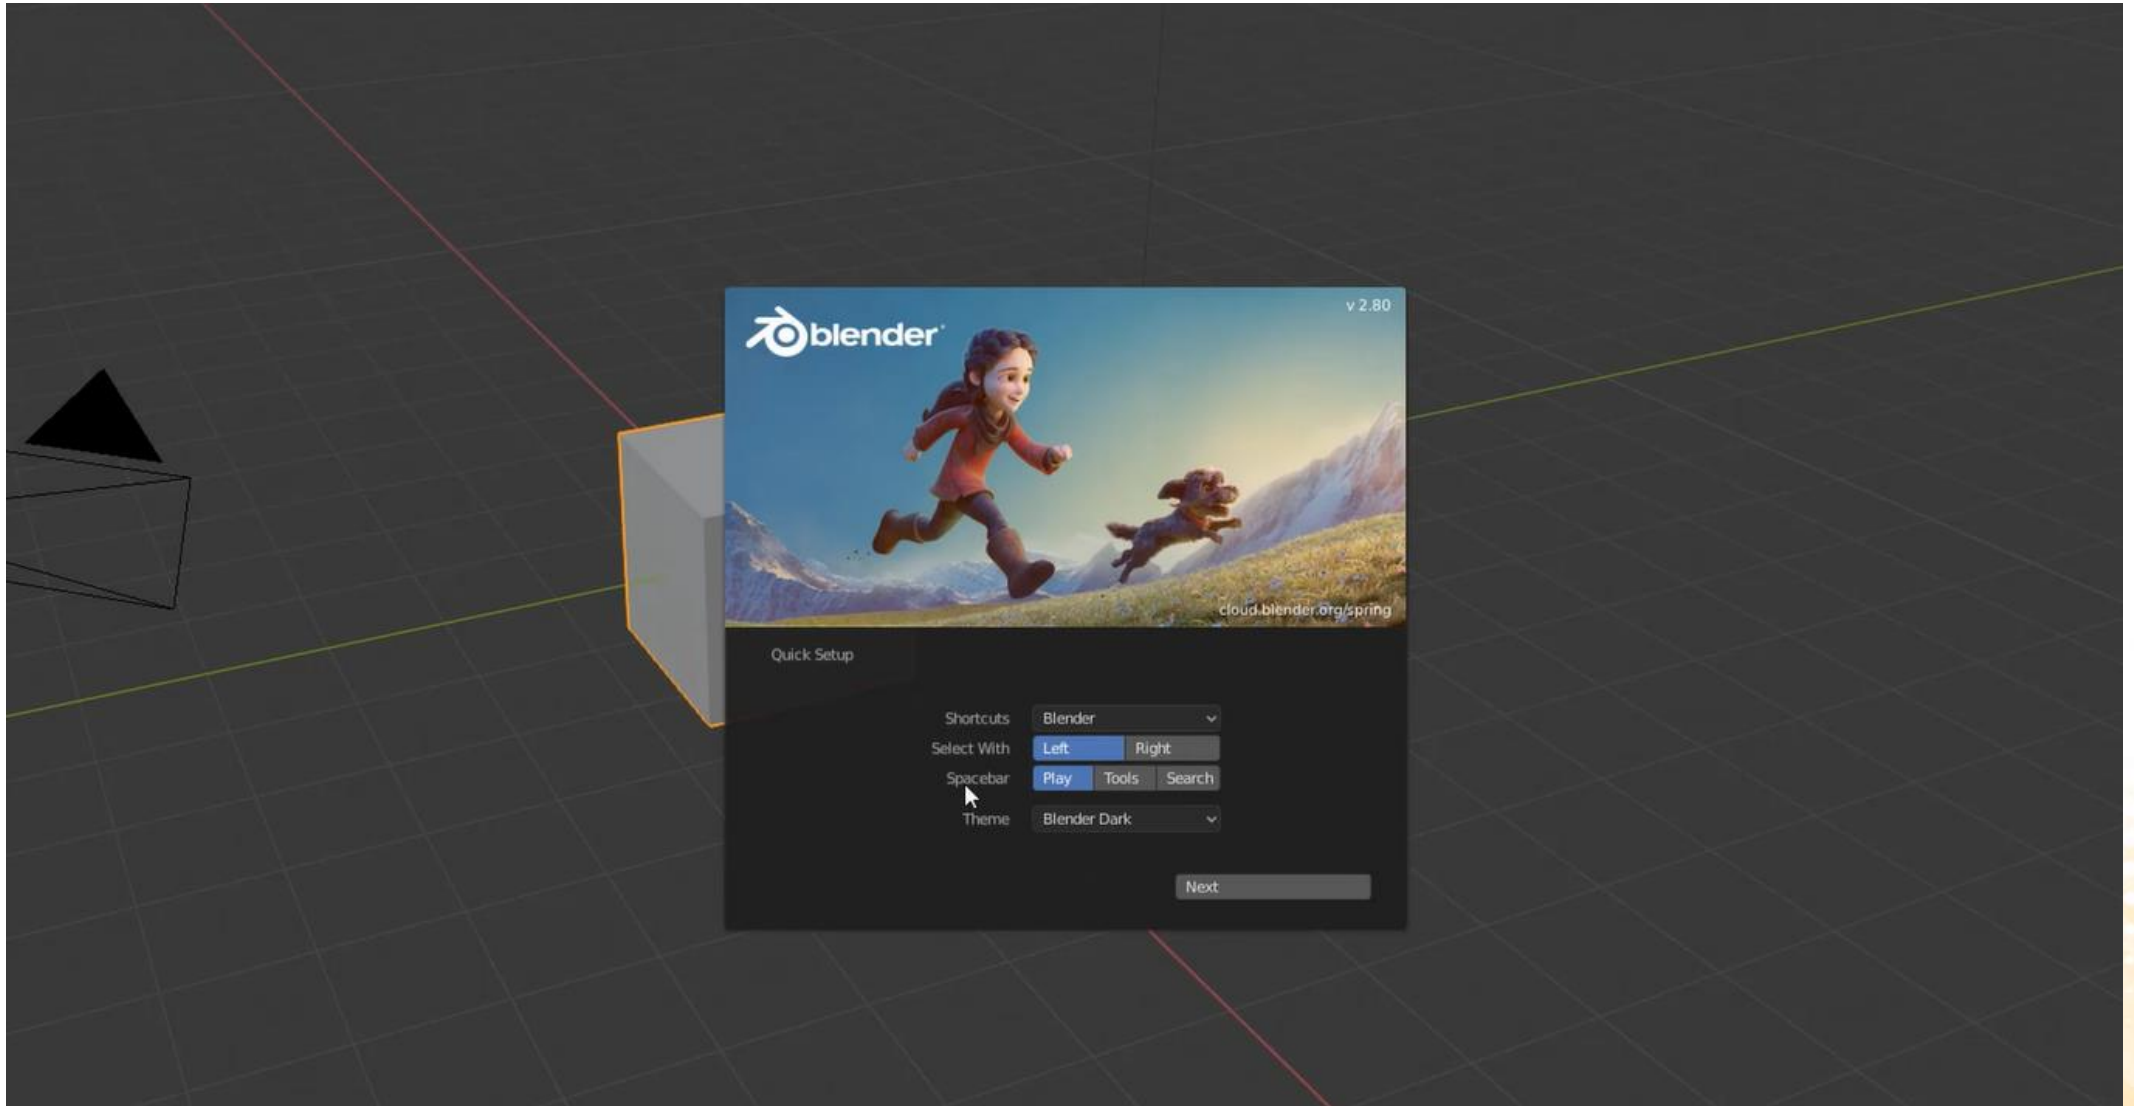 blender
v 2.80
cloud.blender.org/spring
Quick Setup
Shortcuts Blender
Select With Left Right
Spacebar Play Tools Search
Theme Blender Dark
Next